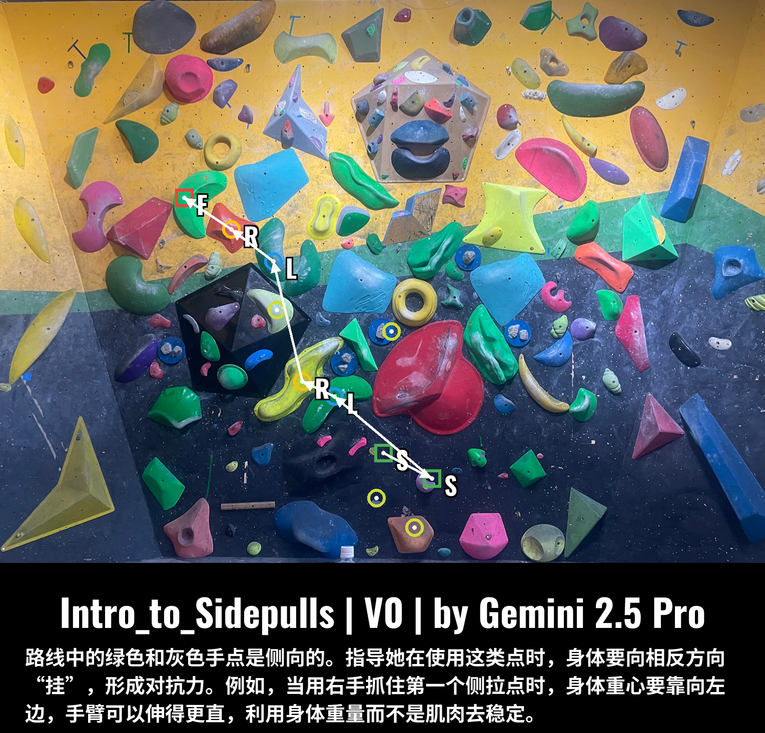 F
R
L
R
L
S
S
Intro_to_Sidepulls | V0 | by Gemini 2.5 Pro
路线中的绿色和灰色手点是侧向的。指导她在使用这类点时，身体要向相反方向
“挂”，形成对抗力。例如，当用右手抓住第一个侧拉点时，身体重心要靠向左
边，手臂可以伸得更直，利用身体重量而不是肌肉去稳定。